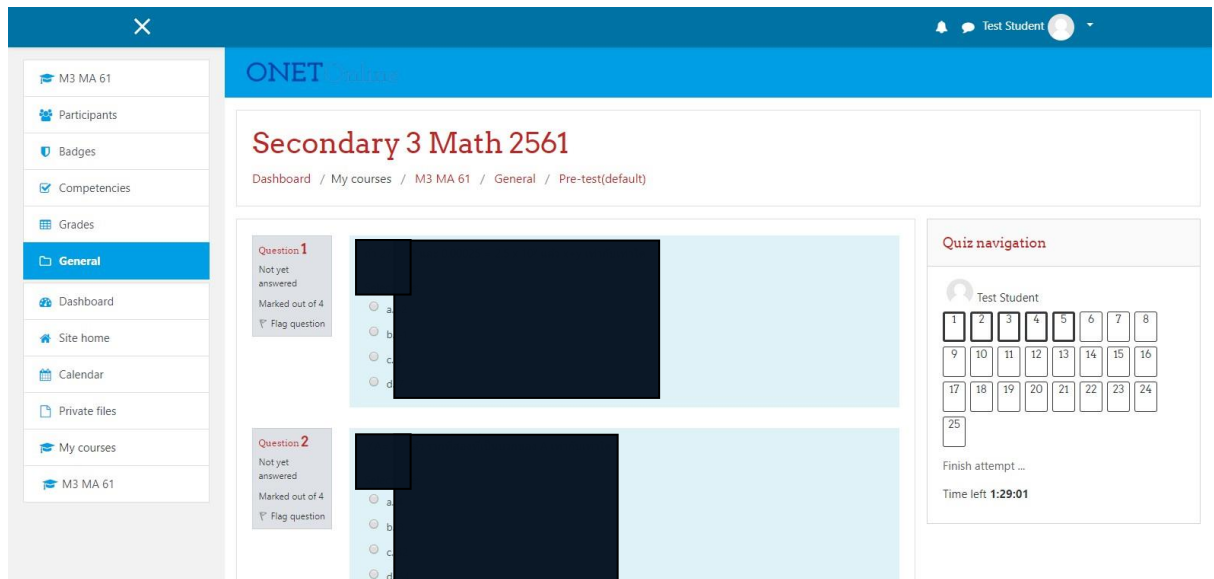 Test Student
M3 MA 61
Participants
Badges
Competencies
Grades
General
Dashboard
Site home
Calendar
Private files
My courses
M3 MA 61
ONET
Secondary 3 Math 2561
Dashboard / My courses / M3 MA 61 / General / Pre-test(default)
Question 1
Not yet
answered
Marked out of 4
Flag question
a.
b
c.
d
Question 2
Not yet
answered
Marked out of 4
Flag question
a.
b
c.
d
Quiz navigation
Test Student
1 2 3 4 5 6 7 8
9 10 11 12 13 14 15 16
17 18 19 20 21 22 23 24
25
Finish attempt ...
Time left 1:29:01